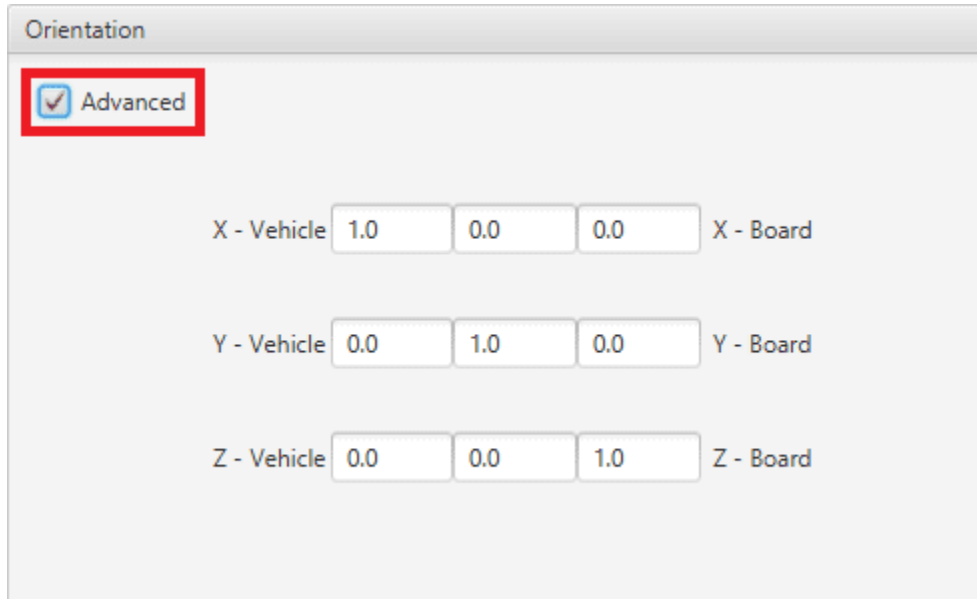 Orientation
Advanced
X - Vehicle 1.0 0.0 0.0 X - Board
Y - Vehicle 0.0 1.0 0.0 Y - Board
Z - Vehicle 0.0 0.0 1.0 Z - Board